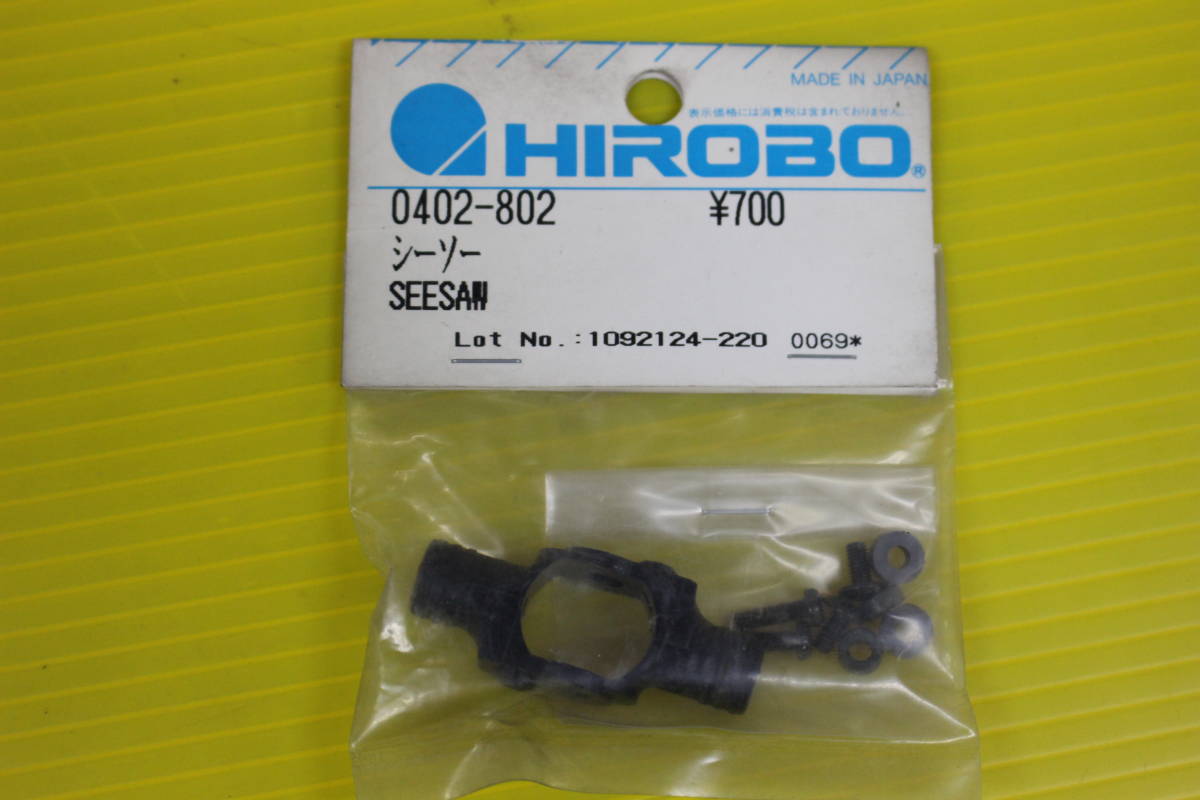 MADE IN JAPAN
表示価格には消費税は含まれておりません。
HIROBO®
0402-802 ¥700
シーソー
SEESAW
Lot No.:1092124-220 0069*